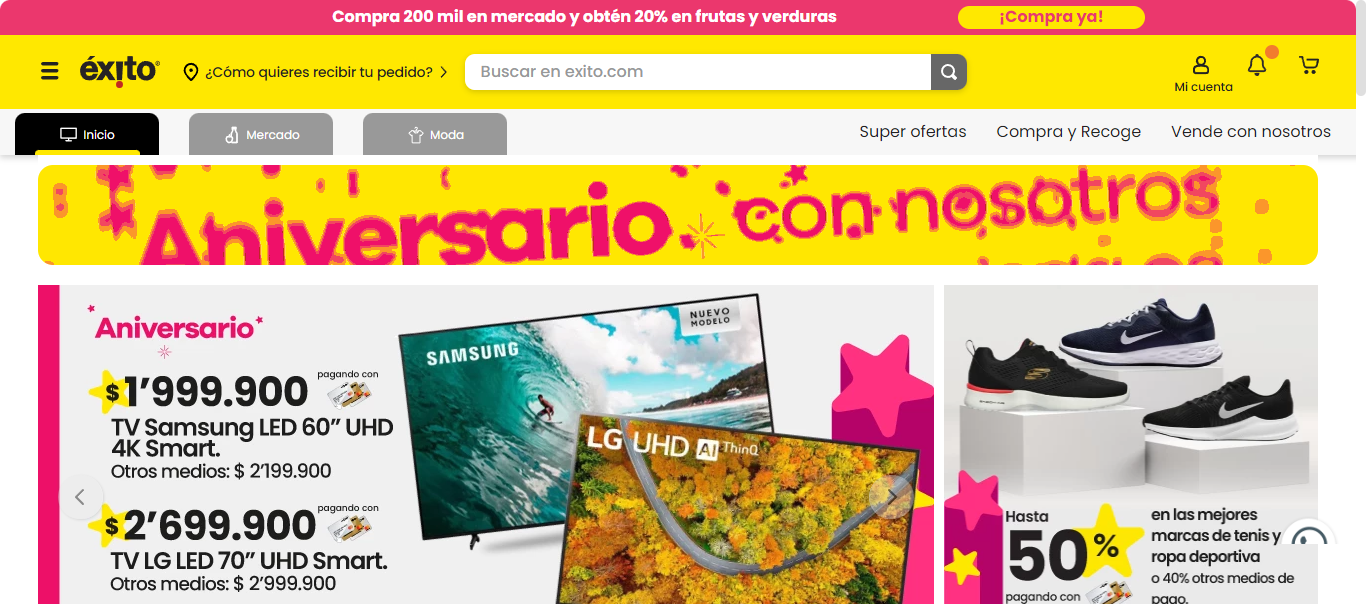 Compra 200 mil en mercado y obtén 20% en frutas y verduras
¡Compra ya!
éxito
¿Cómo quieres recibir tu pedido?
Buscar en exito.com
Mi cuenta
Inicio
Mercado
Moda
Super ofertas
Compra y Recoge
Vende con nosotros
Aniversario con nosotros
Aniversario
$1’999.900
pagando con
TV Samsung LED 60” UHD
4K Smart.
Otros medios: $ 2’199.900
$2’699.900
pagando con
TV LG LED 70” UHD Smart.
Otros medios: $ 2’999.900
SAMSUNG
NUEVO
MODELO
LG UHD AI ThinQ
Hasta
50%
pagando con
en las mejores
marcas de tenis y
ropa deportiva
o 40% otros medios de
pago.